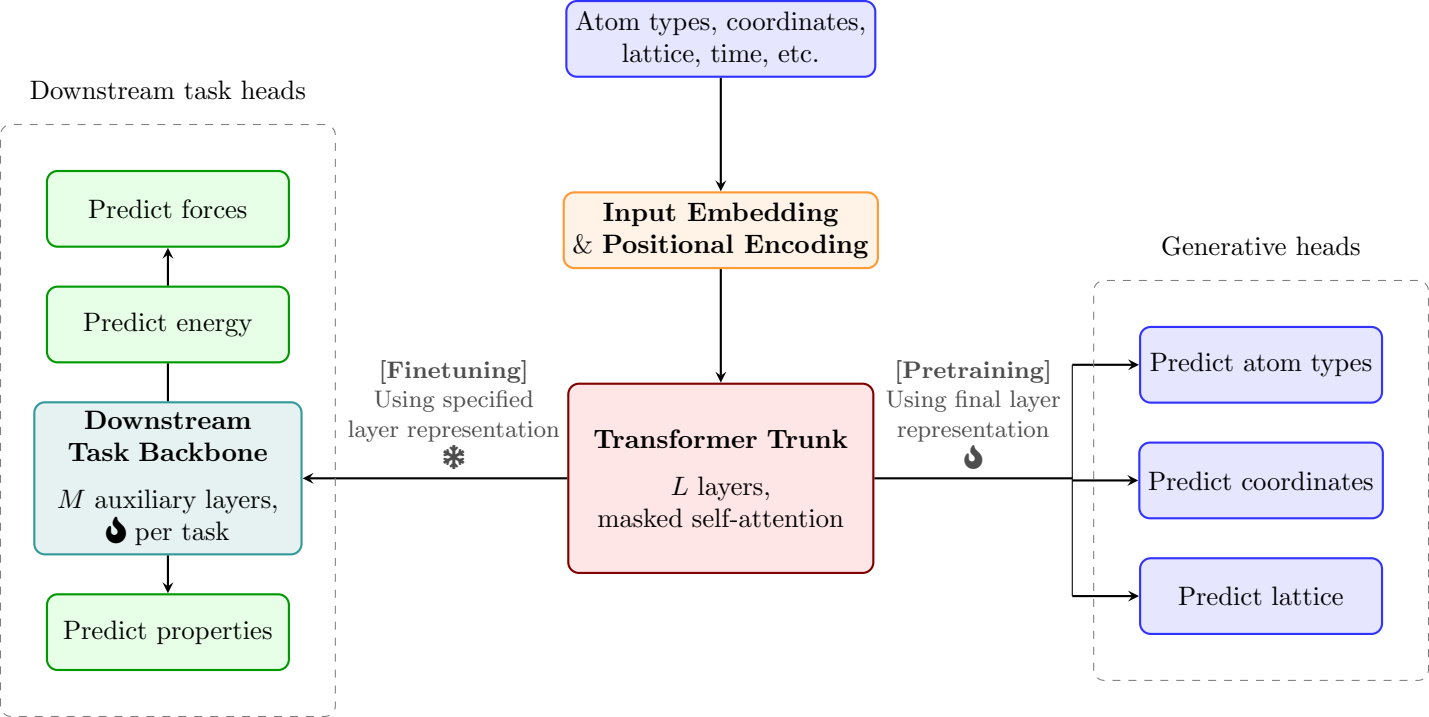 Atom types, coordinates,
lattice, time, etc.
Downstream task heads
Predict forces
Predict energy
Downstream
Task Backbone
M auxiliary layers,
per task
Predict properties
[Finetuning]
Using specified
layer representation
Input Embedding
& Positional Encoding
Transformer Trunk
L layers,
masked self-attention
[Pretraining]
Using final layer
representation
Generative heads
Predict atom types
Predict coordinates
Predict lattice